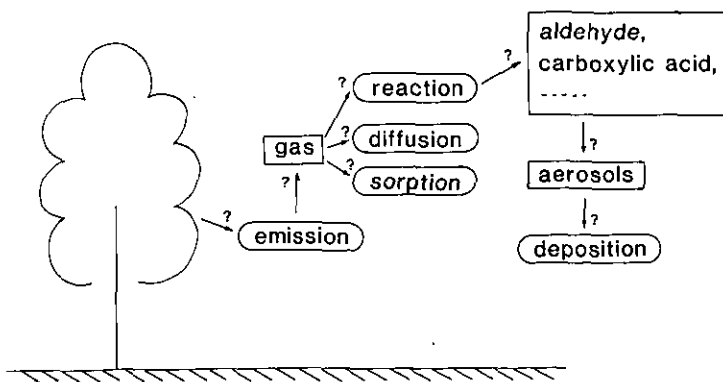 aldehyde,
carboxylic acid,
-----
?
reaction
?
?
diffusion
gas
?
sorption
?
aerosols
?
?
emission
?
deposition